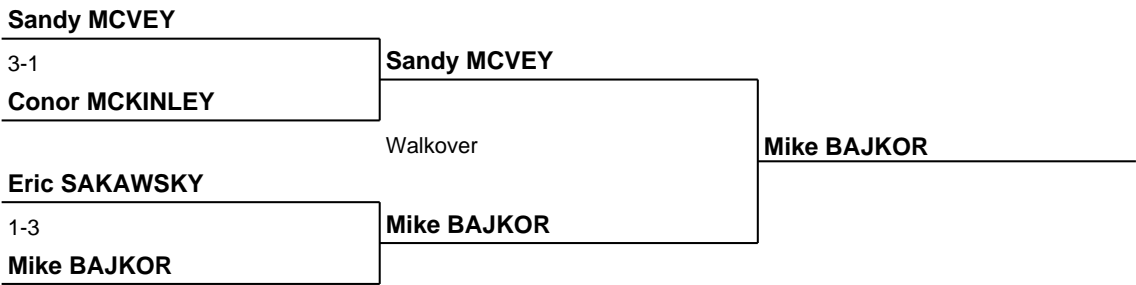 Sandy MCVEY
3-1
Sandy MCVEY
Conor MCKINLEY
Walkover
Mike BAJKOR
Eric SAKAWSKY
1-3
Mike BAJKOR
Mike BAJKOR